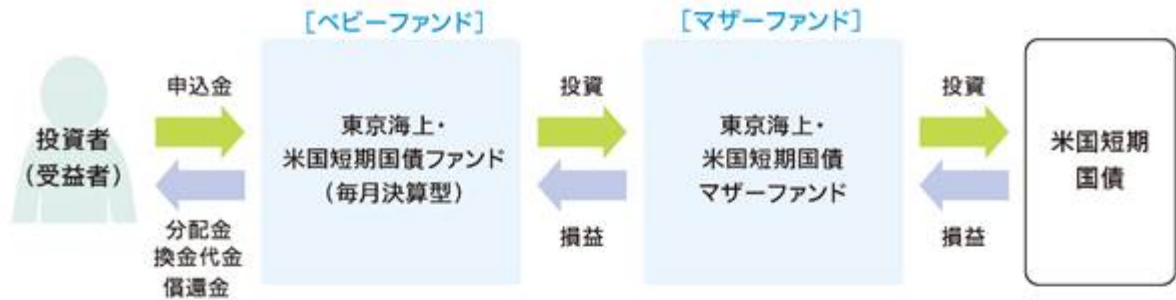 ［ベビーファンド］
［マザーファンド］
申込金
投資者
（受益者）
分配金
換金代金
償還金
東京海上・
米国短期国債ファンド
（毎月決算型）
投資
損益
東京海上・
米国短期国債
マザーファンド
投資
損益
米国短期
国債